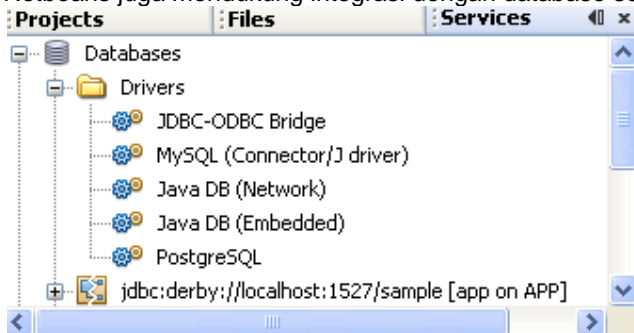 Netbeans juga mendukung integrasi dengan database
Projects Files Services
Databases
Drivers
JDBC-ODBC Bridge
MySQL (Connector/J driver)
Java DB (Network)
Java DB (Embedded)
PostgreSQL
jdbc:derby://localhost:1527/sample [app on APP]